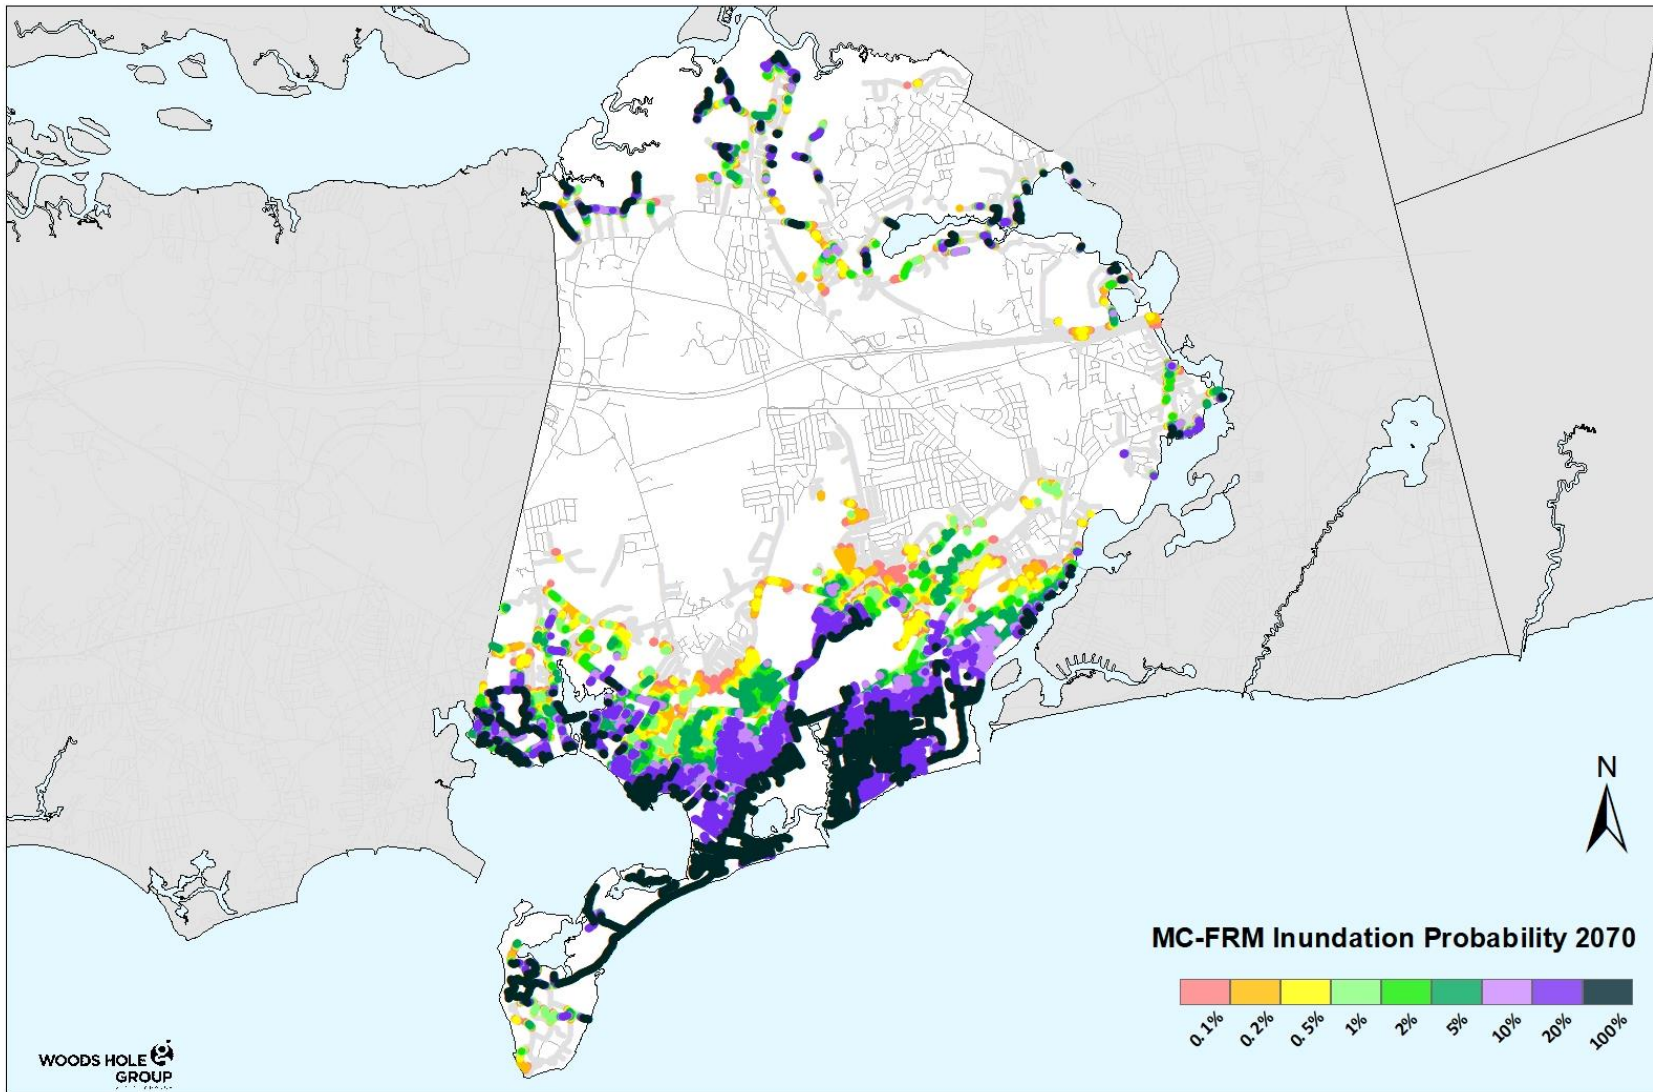 N
MC-FRM Inundation Probability 2070
0.1% 0.2% 0.5% 1% 2% 5% 10% 20% 100%
WOODS HOLE
GROUP